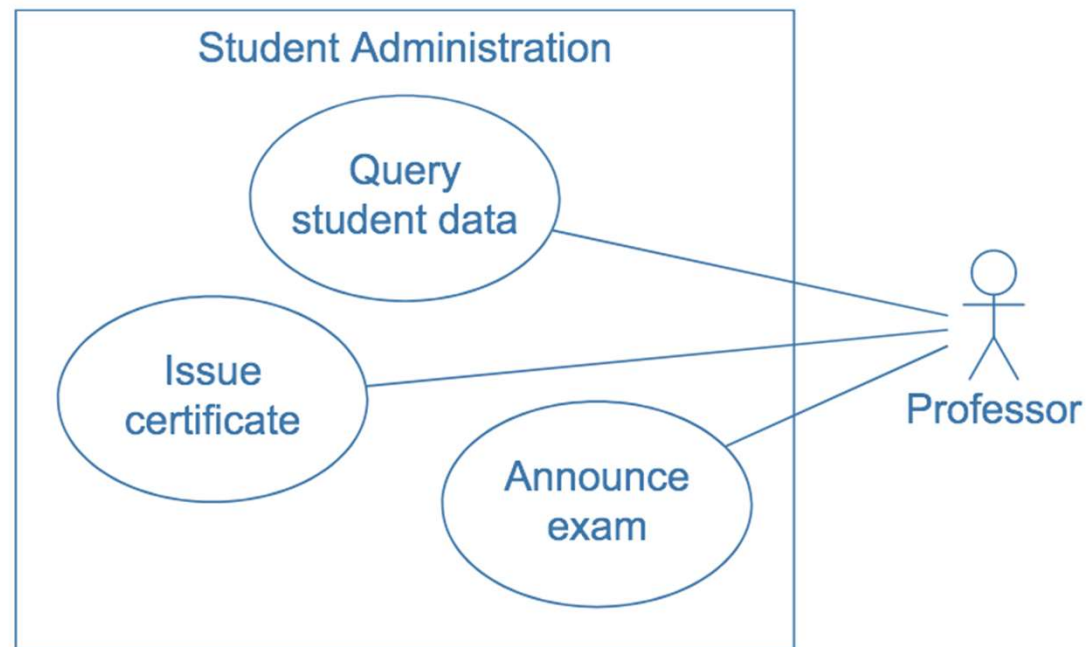 Student Administration
Query
student data
Issue
certificate
Announce
exam
Professor